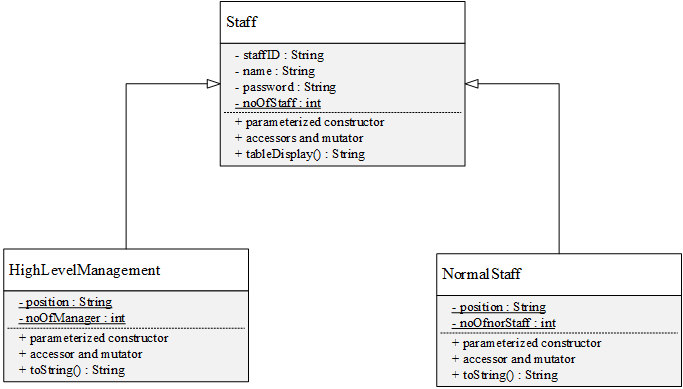 Staff
- staffID : String
- name : String
- password : String
- noOfStaff : int
+ parameterized constructor
+ accessors and mutator
+ tableDisplay() : String
HighLevelManagement
- position : String
- noOfManager : int
+ parameterized constructor
+ accessor and mutator
+ toString() : String
NormalStaff
- position : String
- noOfnorStaff : int
+ parameterized constructor
+ accessor and mutator
+ toString() : String